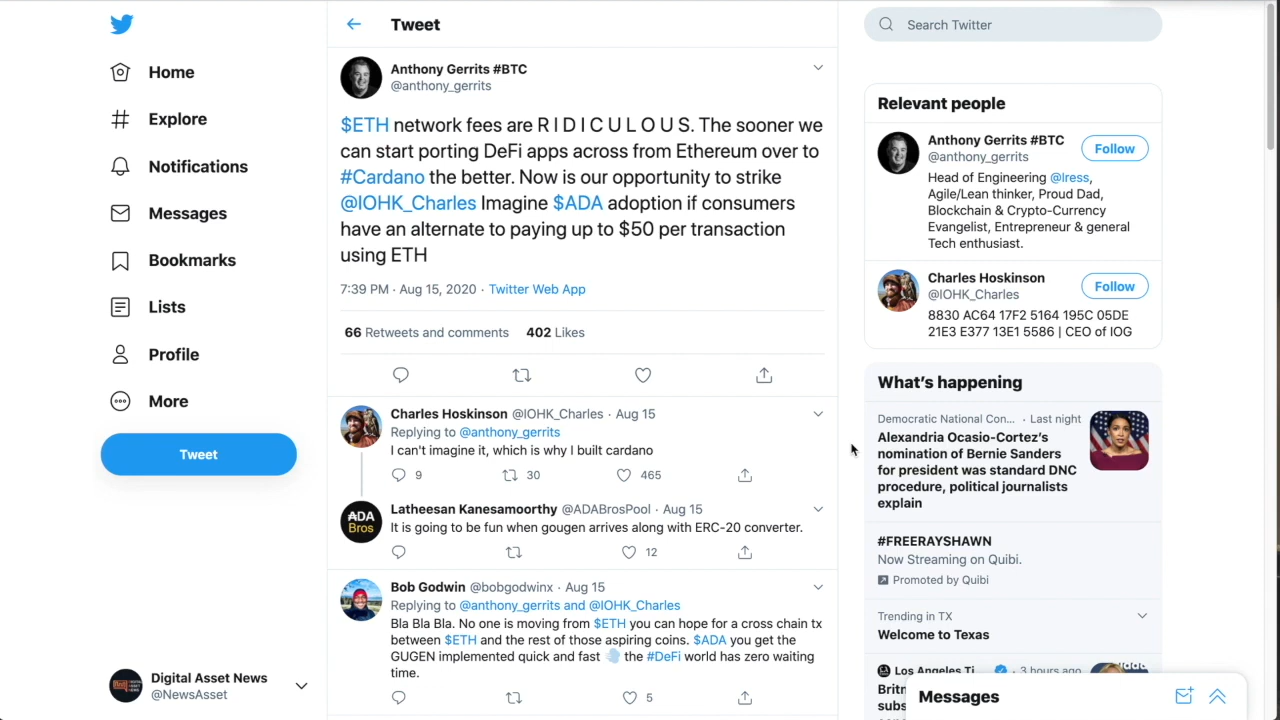 Home
Explore
Notifications
Messages
Bookmarks
Lists
Profile
More
Tweet
Digital Asset News
@NewsAsset
Tweet
Anthony Gerrits #BTC
@anthony_gerrits
$ETH network fees are R I D I C U L O U S. The sooner we
can start porting DeFi apps across from Ethereum over to
#Cardano the better. Now is our opportunity to strike
@IOHK_Charles Imagine $ADA adoption if consumers
have an alternate to paying up to $50 per transaction
using ETH
7:39 PM · Aug 15, 2020 · Twitter Web App
66 Retweets and comments 402 Likes
Charles Hoskinson @IOHK_Charles · Aug 15
Replying to @anthony_gerrits
I can't imagine it, which is why I built cardano
9 30 465
ADA
Bros
Latheesan Kanesamoorthy @ADABrosPool · Aug 15
It is going to be fun when gougen arrives along with ERC-20 converter.
12
Bob Godwin @bobgodwinx · Aug 15
Replying to @anthony_gerrits and @IOHK_Charles
Bla Bla Bla. No one is moving from $ETH you can hope for a cross chain tx
between $ETH and the rest of those aspiring coins. $ADA you get the
GUGEN implemented quick and fast 💨 the #DeFi world has zero waiting
time.
5
Search Twitter
Relevant people
Anthony Gerrits #BTC
@anthony_gerrits
Follow
Head of Engineering @Iress,
Agile/Lean thinker, Proud Dad,
Blockchain & Crypto-Currency
Evangelist, Entrepreneur & general
Tech enthusiast.
Charles Hoskinson
@IOHK_Charles
Follow
8830 AC64 17F2 5164 195C 05DE
21E3 E377 13E1 5586 | CEO of IOG
What's happening
Democratic National Con... · Last night
Alexandria Ocasio-Cortez's
nomination of Bernie Sanders
for president was standard DNC
procedure, political journalists
explain
#FREERAYSHAWN
Now Streaming on Quibi.
Promoted by Quibi
Trending in TX
Welcome to Texas
Los Angeles Ti... · 3 hours ago
Messages